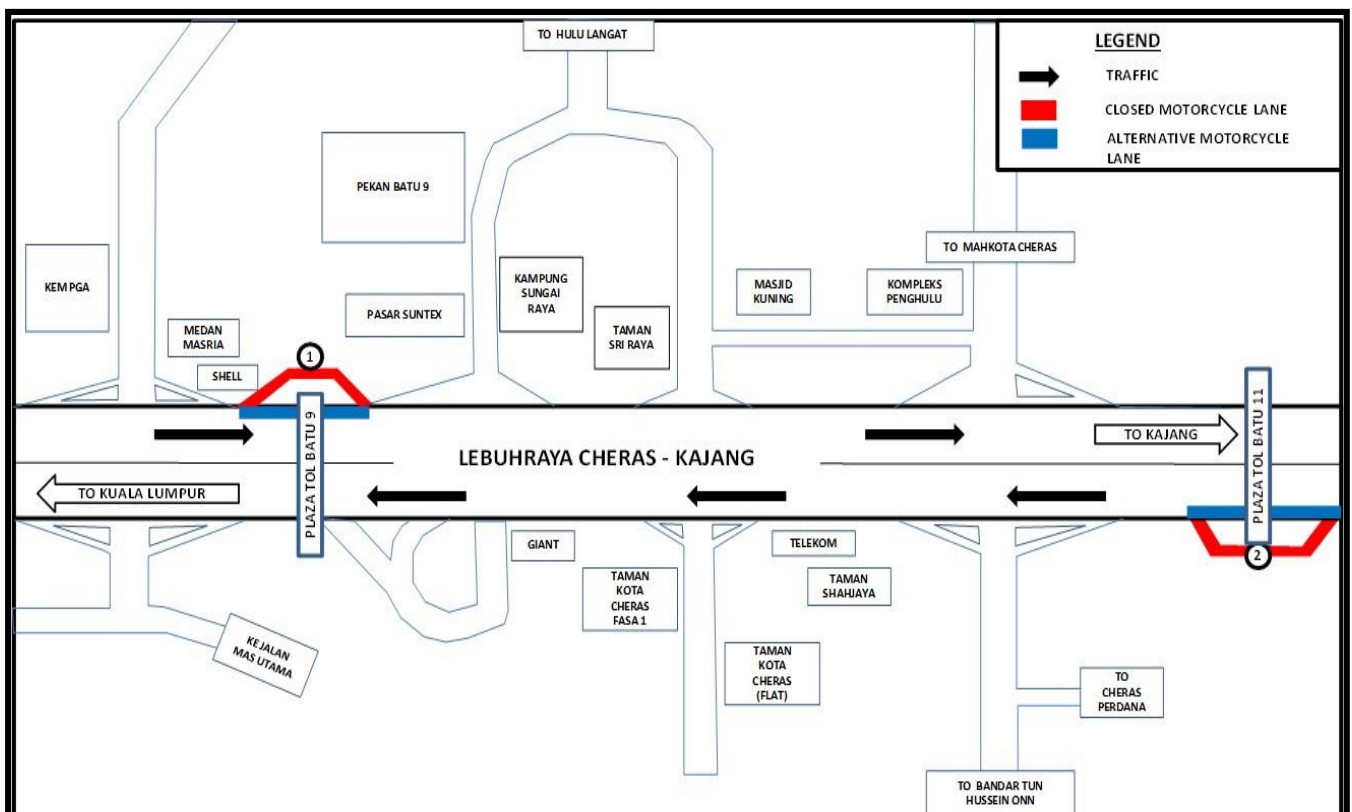 TO HULU LANGAT
LEGEND
TRAFFIC
CLOSED MOTORCYCLE LANE
ALTERNATIVE MOTORCYCLE
LANE
PEKAN BATU 9
TO MAHKOTA CHERAS
KEM PGA
KAMPUNG
SUNGAI
RAYA
MASJID
KUNING
KOMPLEKS
PENGHULU
PASAR SUNTEX
MEDAN
MASRIA
TAMAN
SRI RAYA
1
SHELL
PLAZA TOL BATU 9
PLAZA TOL BATU 11
TO KAJANG
LEBUHRAYA CHERAS - KAJANG
TO KUALA LUMPUR
2
GIANT
TELEKOM
TAMAN
KOTA
CHERAS
FASA 1
TAMAN
SHAHJAYA
KE JALAN
MAS UTAMA
TAMAN
KOTA
CHERAS
(FLAT)
TO
CHERAS
PERDANA
TO BANDAR TUN
HUSSEIN ONN